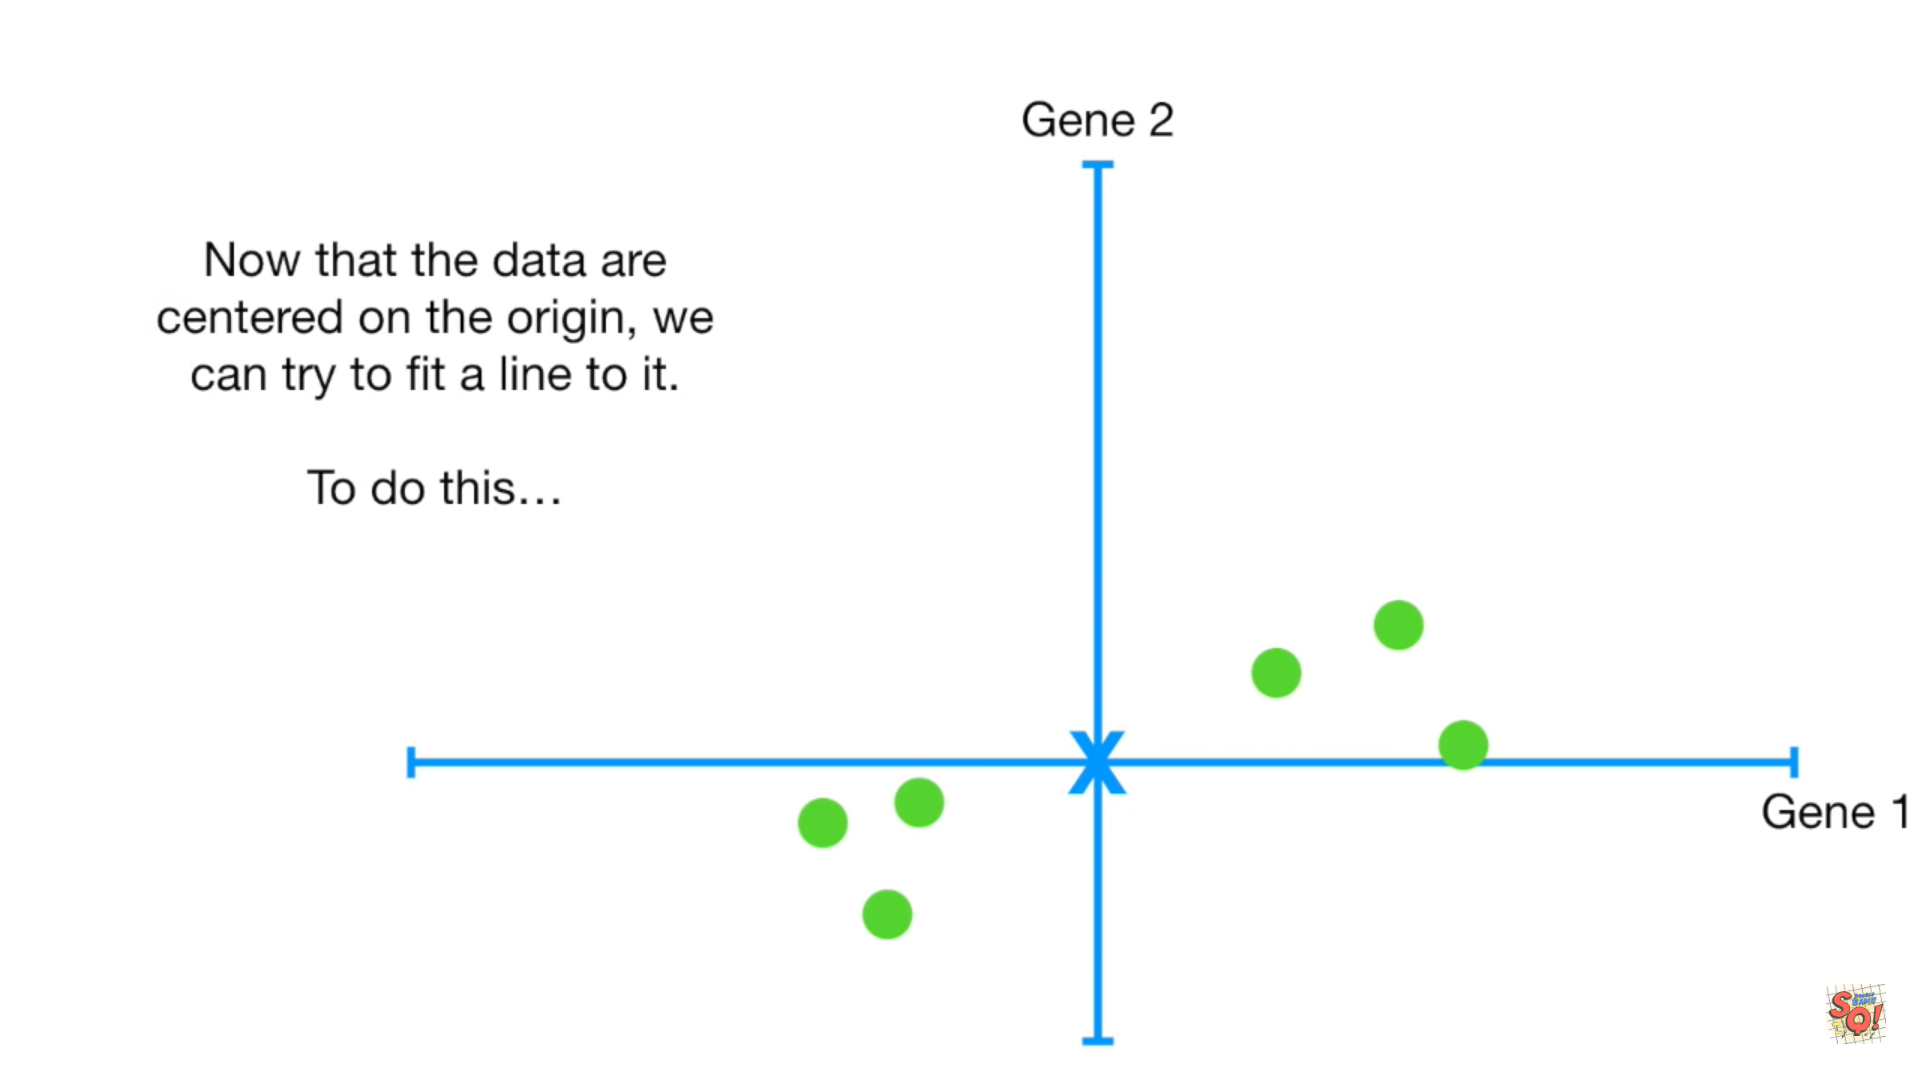 Gene 2
Now that the data are
centered on the origin, we
can try to fit a line to it.
To do this…
X
Gene 1
SQ!